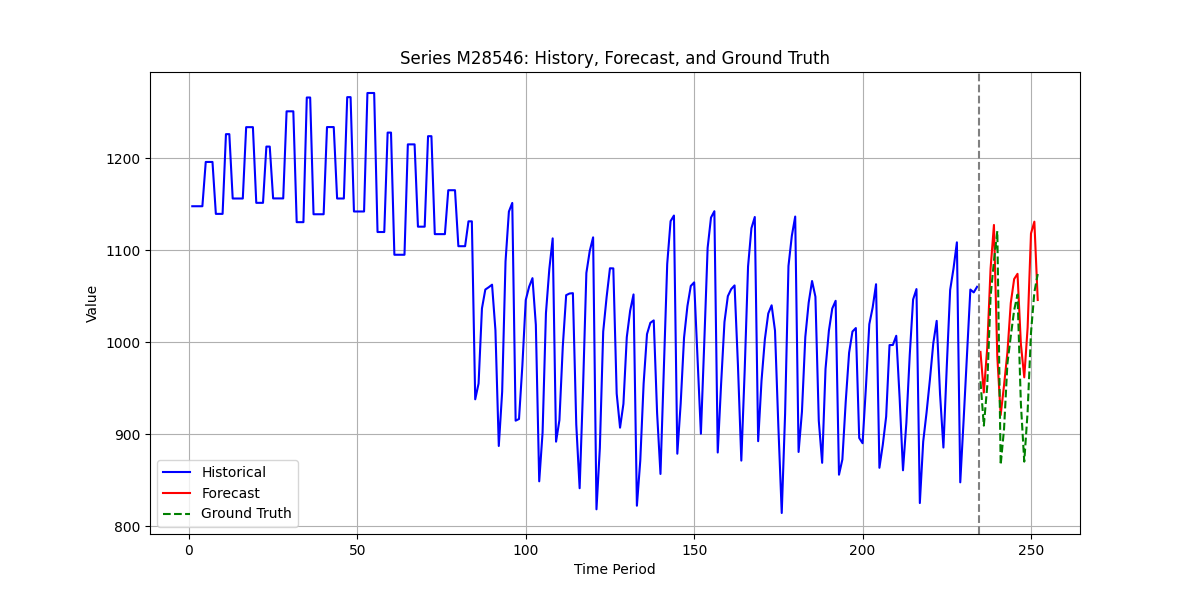 Series M28546: History, Forecast, and Ground Truth
Value
1200
1100
1000
900
800
Historical
Forecast
Ground Truth
0 50 100 150 200 250
Time Period